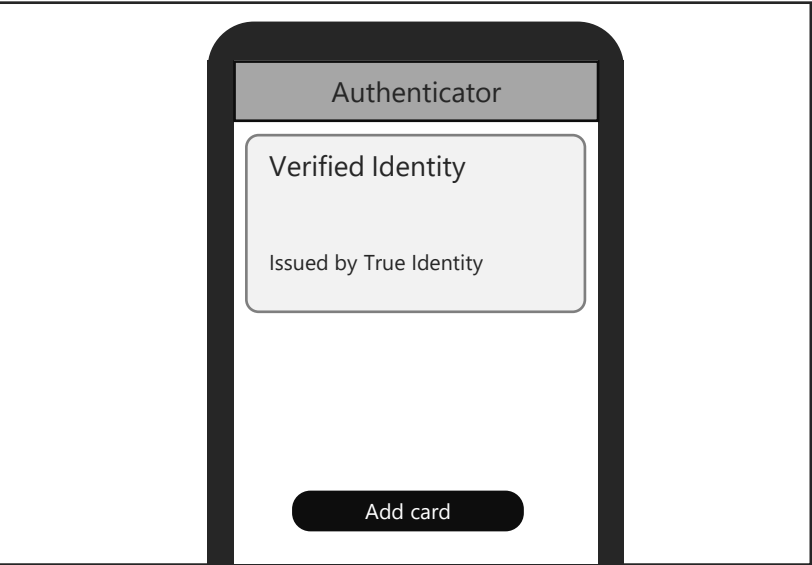 Authenticator
Verified Identity
Issued by True Identity
Add card